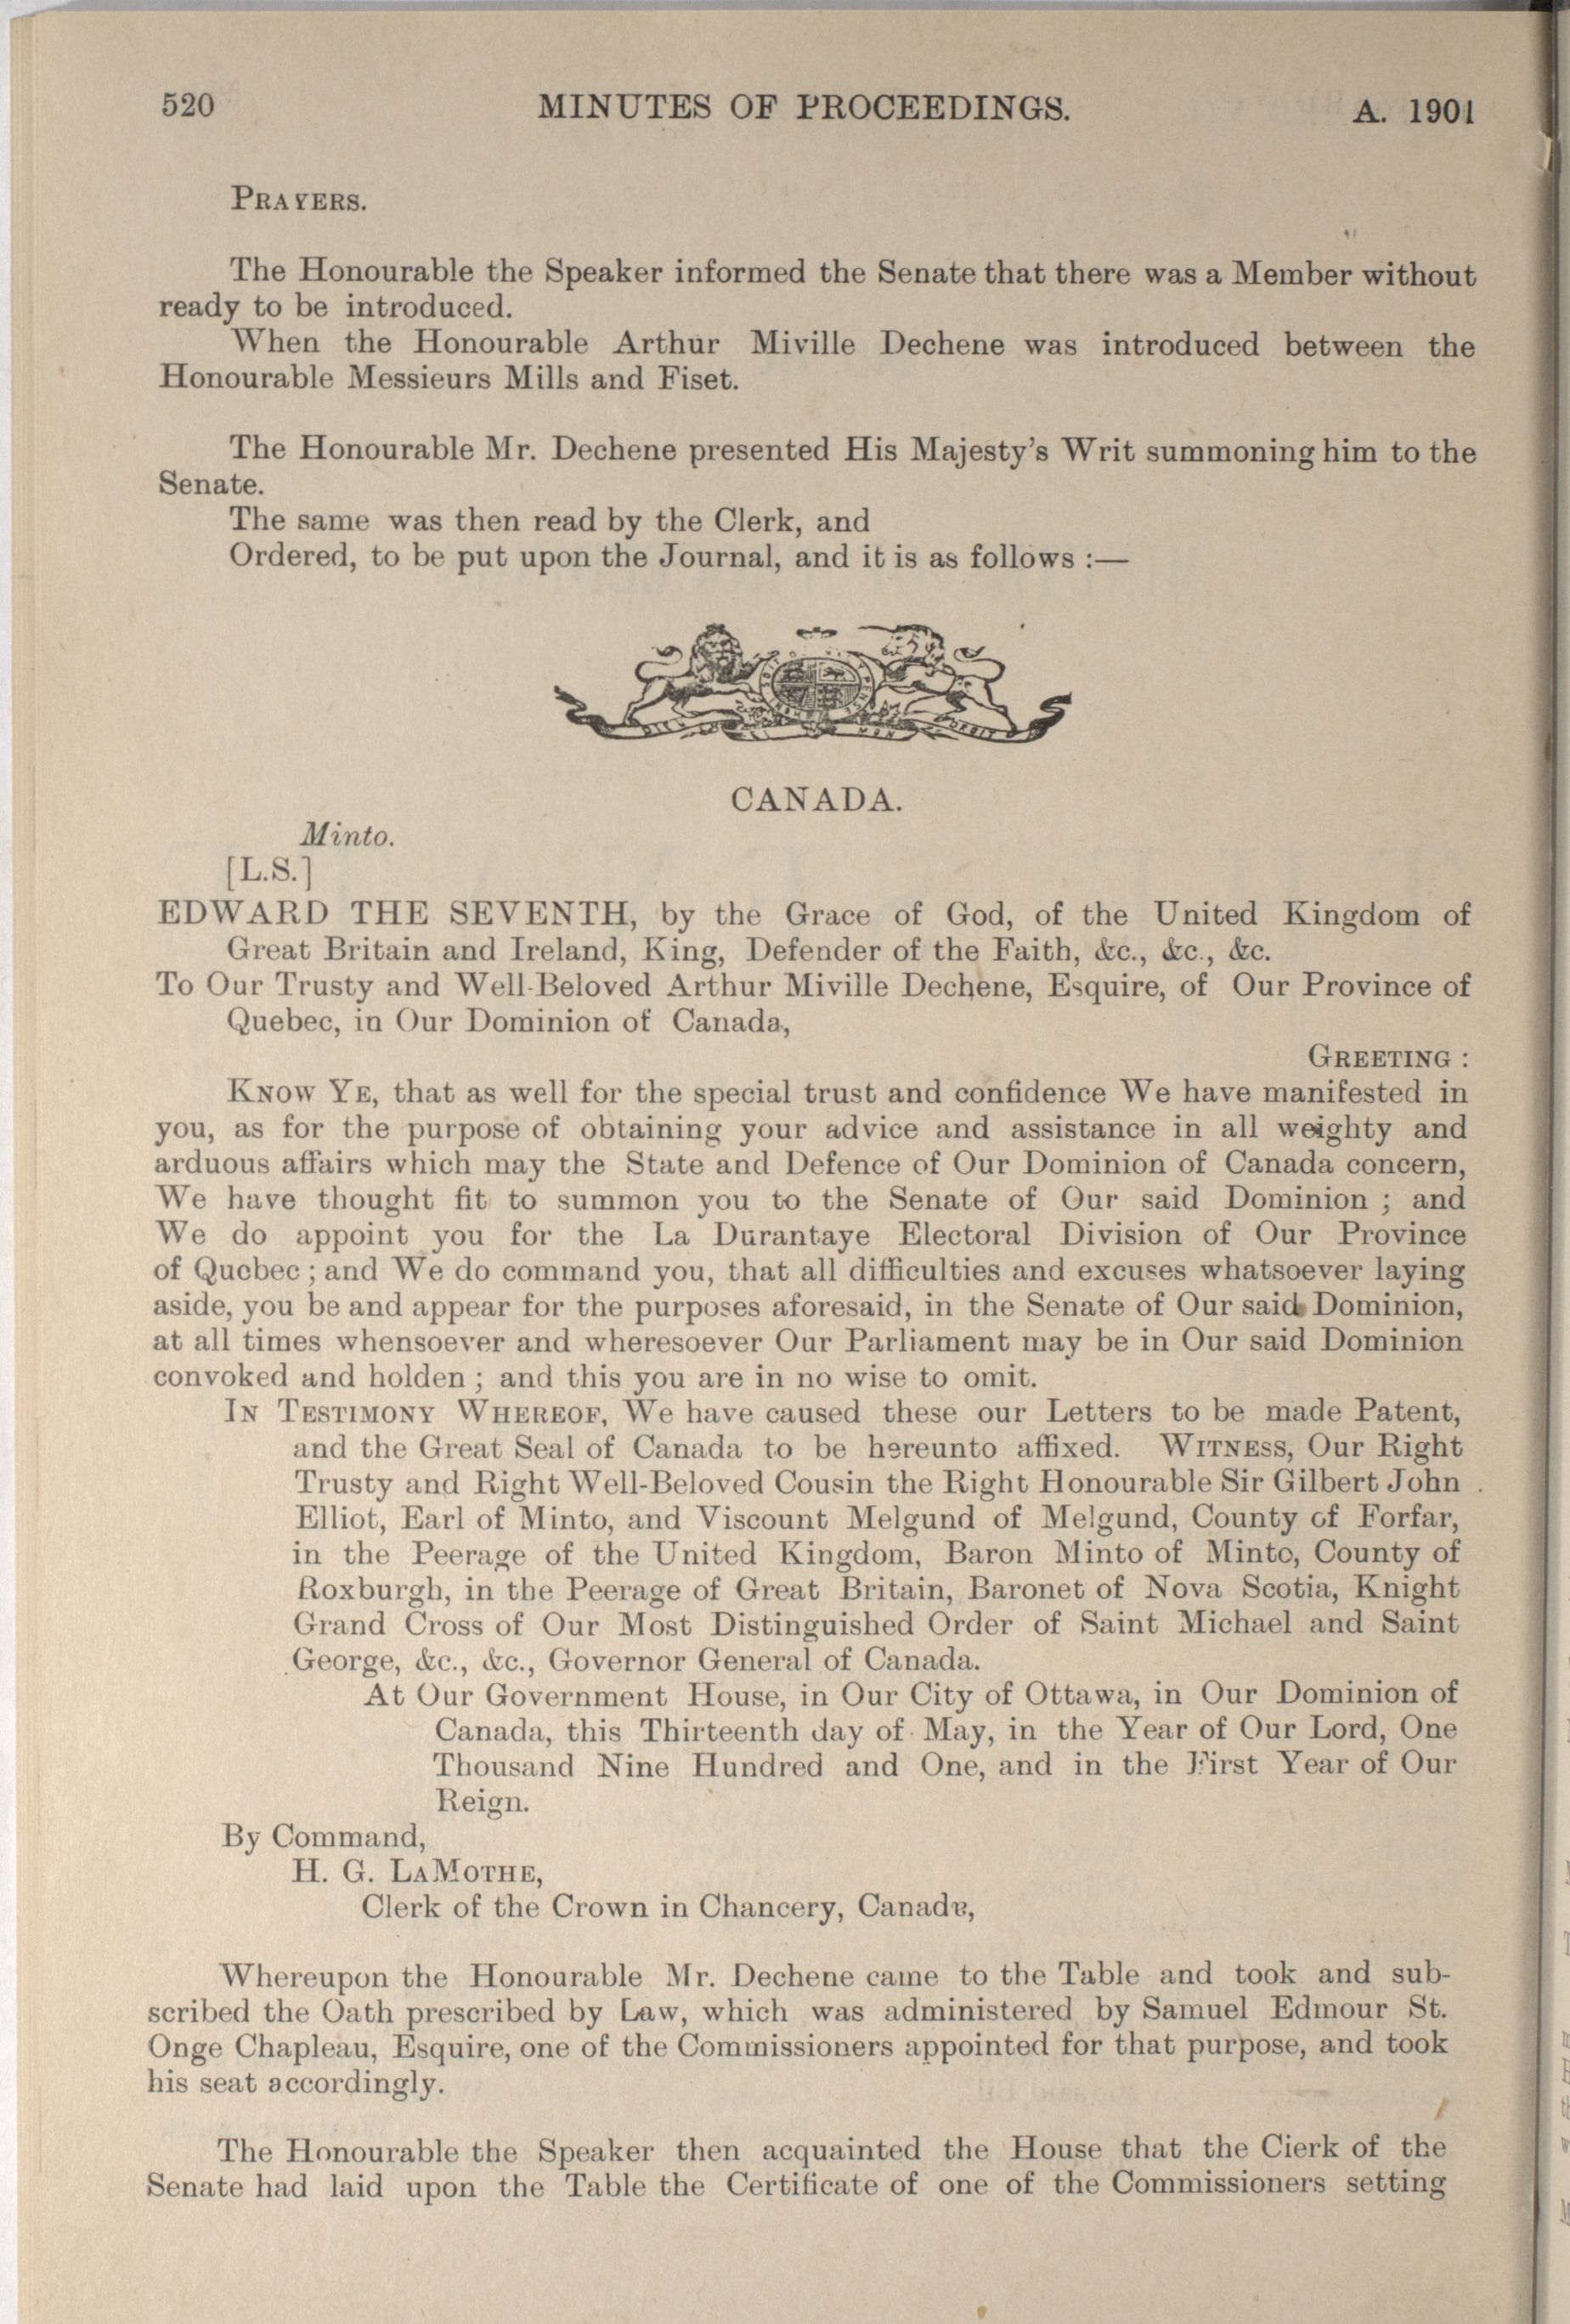 520 MINUTES OF PROCEEDINGS. A. 1901
PRAYERS.
The Honourable the Speaker informed the Senate that there was a Member without
ready to be introduced.
When the Honourable Arthur Miville Dechene was introduced between the
Honourable Messieurs Mills and Fiset.
The Honourable Mr. Dechene presented His Majesty's Writ summoning him to the
Senate.
The same was then read by the Clerk, and
Ordered, to be put upon the Journal, and it is as follows :—
CANADA.
Minto.
[L.S.]
EDWARD THE SEVENTH, by the Grace of God, of the United Kingdom of
Great Britain and Ireland, King, Defender of the Faith, &c., &c., &c.
To Our Trusty and Well-Beloved Arthur Miville Dechene, Esquire, of Our Province of
Quebec, in Our Dominion of Canada,
GREETING :
KNOW YE, that as well for the special trust and confidence We have manifested in
you, as for the purpose of obtaining your advice and assistance in all weighty and
arduous affairs which may the State and Defence of Our Dominion of Canada concern,
We have thought fit to summon you to the Senate of Our said Dominion ; and
We do appoint you for the La Durantaye Electoral Division of Our Province
of Quebec ; and We do command you, that all difficulties and excuses whatsoever laying
aside, you be and appear for the purposes aforesaid, in the Senate of Our said Dominion,
at all times whensoever and wheresoever Our Parliament may be in Our said Dominion
convoked and holden ; and this you are in no wise to omit.
IN TESTIMONY WHEREOF, We have caused these our Letters to be made Patent,
and the Great Seal of Canada to be hereunto affixed. WITNESS, Our Right
Trusty and Right Well-Beloved Cousin the Right Honourable Sir Gilbert John
Elliot, Earl of Minto, and Viscount Melgund of Melgund, County of Forfar,
in the Peerage of the United Kingdom, Baron Minto of Minto, County of
Roxburgh, in the Peerage of Great Britain, Baronet of Nova Scotia, Knight
Grand Cross of Our Most Distinguished Order of Saint Michael and Saint
George, &c., &c., Governor General of Canada.
At Our Government House, in Our City of Ottawa, in Our Dominion of
Canada, this Thirteenth day of May, in the Year of Our Lord, One
Thousand Nine Hundred and One, and in the First Year of Our
Reign.
By Command,
H. G. LAMOTHE,
Clerk of the Crown in Chancery, Canada,
Whereupon the Honourable Mr. Dechene came to the Table and took and sub-
scribed the Oath prescribed by Law, which was administered by Samuel Edmour St.
Onge Chapleau, Esquire, one of the Commissioners appointed for that purpose, and took
his seat accordingly.
The Honourable the Speaker then acquainted the House that the Clerk of the
Senate had laid upon the Table the Certificate of one of the Commissioners setting